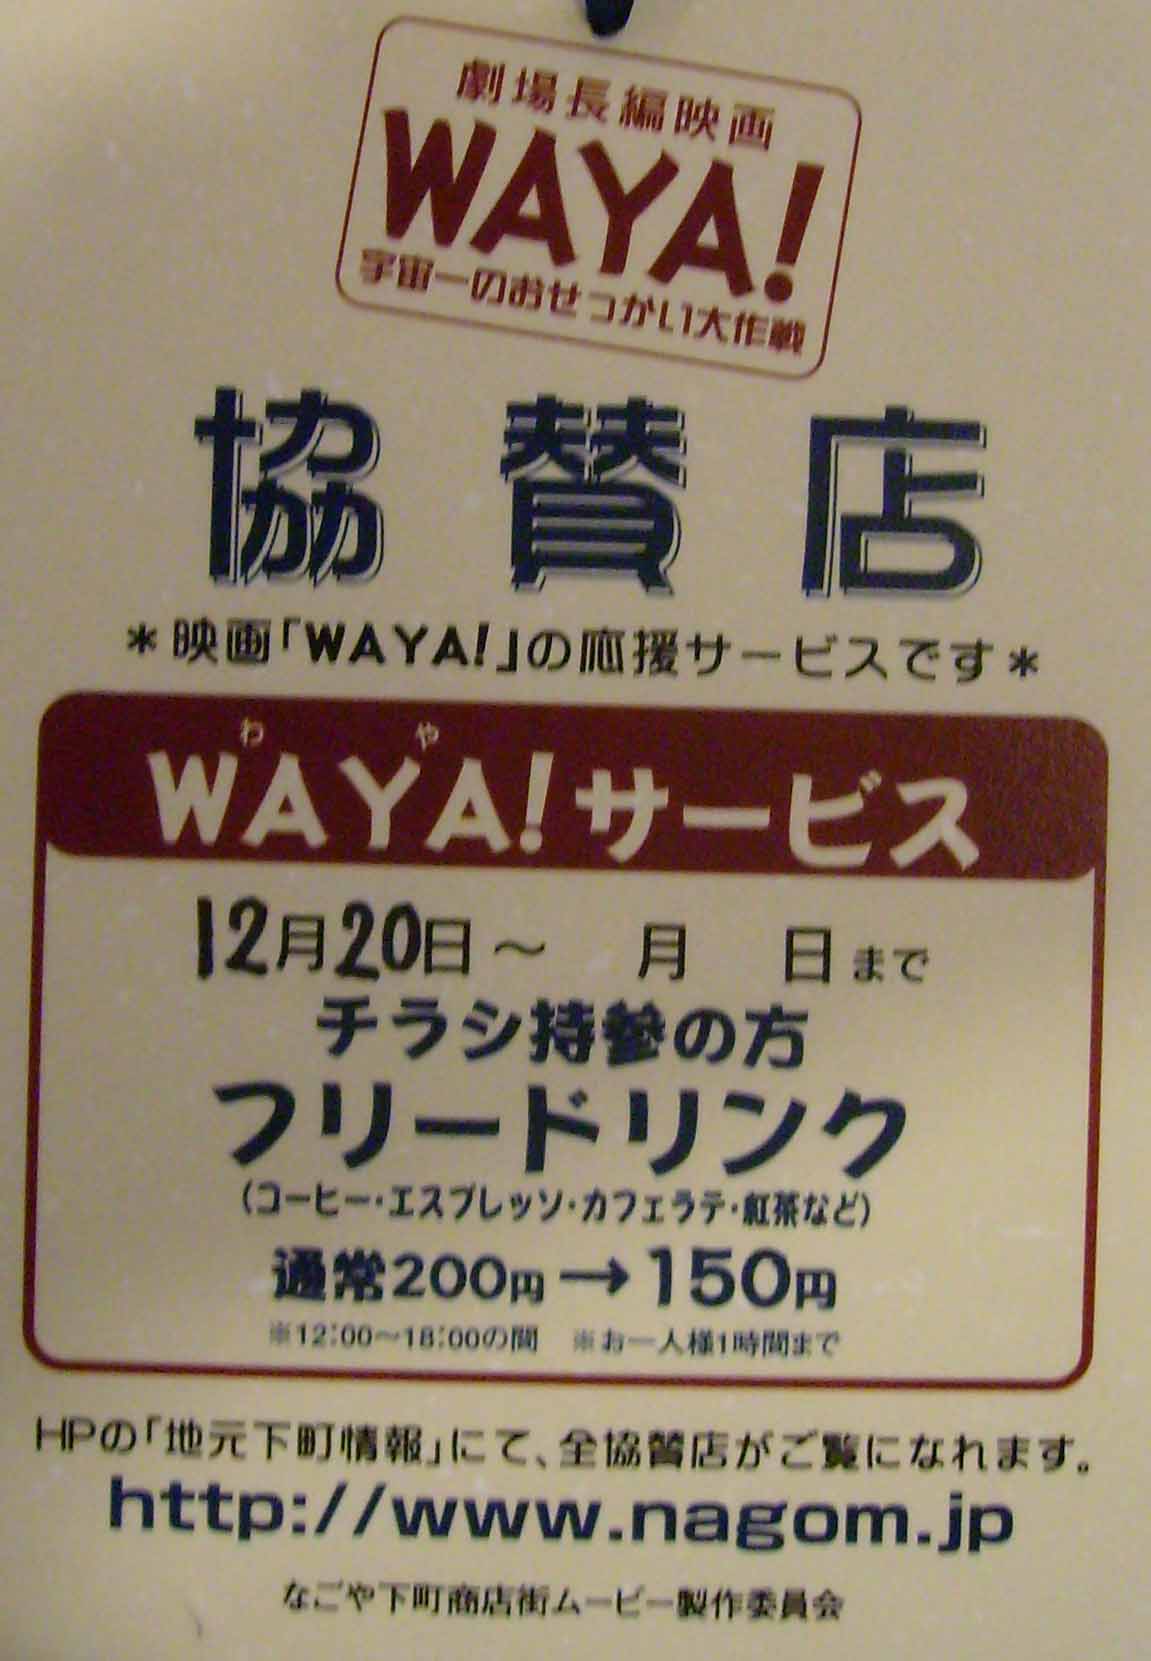 劇場長編映画
WAYA!
宇宙一のおせっかい大作戦
協賛店
＊映画「WAYA!」の応援サービスです＊
わ や
WAYA!サービス
12月20日～ 月 日まで
チラシ持参の方
フリードリンク
(コーヒー・エスプレッソ・カフェラテ・紅茶など)
通常200円→150円
※12:00～18:00の間 ※お一人様1時間まで
HPの「地元下町情報」にて、全協賛店がご覧になれます。
http://www.nagom.jp
なごや下町商店街ムービー製作委員会